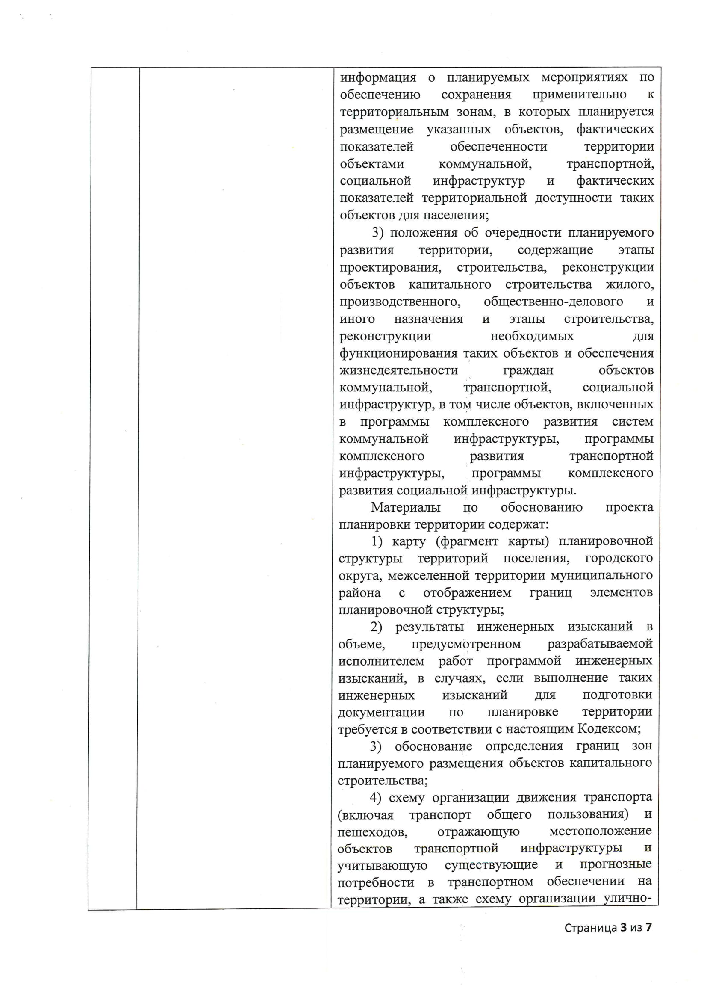 информация о планируемых мероприятиях по
обеспечению сохранения применительно к
территориальным зонам, в которых планируется
размещение указанных объектов, фактических
показателей обеспеченности территории
объектами коммунальной, транспортной,
социальной инфраструктур и фактических
показателей территориальной доступности таких
объектов для населения;
3) положения об очередности планируемого
развития территории, содержащие этапы
проектирования, строительства, реконструкции
объектов капитального строительства жилого,
производственного, общественно-делового и
иного назначения и этапы строительства,
реконструкции необходимых для
функционирования таких объектов и обеспечения
жизнедеятельности граждан объектов
коммунальной, транспортной, социальной
инфраструктур, в том числе объектов, включенных
в программы комплексного развития систем
коммунальной инфраструктуры, программы
комплексного развития транспортной
инфраструктуры, программы комплексного
развития социальной инфраструктуры.
Материалы по обоснованию проекта
планировки территории содержат:
1) карту (фрагмент карты) планировочной
структуры территорий поселения, городского
округа, межселенной территории муниципального
района с отображением границ элементов
планировочной структуры;
2) результаты инженерных изысканий в
объеме, предусмотренном разрабатываемой
исполнителем работ программой инженерных
изысканий, в случаях, если выполнение таких
инженерных изысканий для подготовки
документации по планировке территории
требуется в соответствии с настоящим Кодексом;
3) обоснование определения границ зон
планируемого размещения объектов капитального
строительства;
4) схему организации движения транспорта
(включая транспорт общего пользования) и
пешеходов, отражающую местоположение
объектов транспортной инфраструктуры и
учитывающую существующие и прогнозные
потребности в транспортном обеспечении на
территории, а также схему организации улично-
Страница 3 из 7